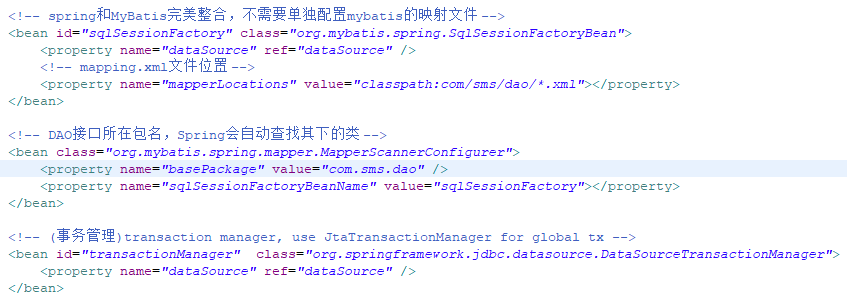 <!-- spring和MyBatis完美整合，不需要单独配置mybatis的映射文件 -->
<bean id="sqlSessionFactory" class="org.mybatis.spring.SqlSessionFactoryBean">
<property name="dataSource" ref="dataSource" />
<!-- mapping.xml文件位置 -->
<property name="mapperLocations" value="classpath:com/sms/dao/*.xml"></property>
</bean>
<!-- DAO接口所在包名，Spring会自动查找其下的类 -->
<bean class="org.mybatis.spring.mapper.MapperScannerConfigurer">
<property name="basePackage" value="com.sms.dao" />
<property name="sqlSessionFactoryBeanName" value="sqlSessionFactory"></property>
</bean>
<!-- (事务管理)transaction manager, use JtaTransactionManager for global tx -->
<bean id="transactionManager" class="org.springframework.jdbc.datasource.DataSourceTransactionManager">
<property name="dataSource" ref="dataSource" />
</bean>